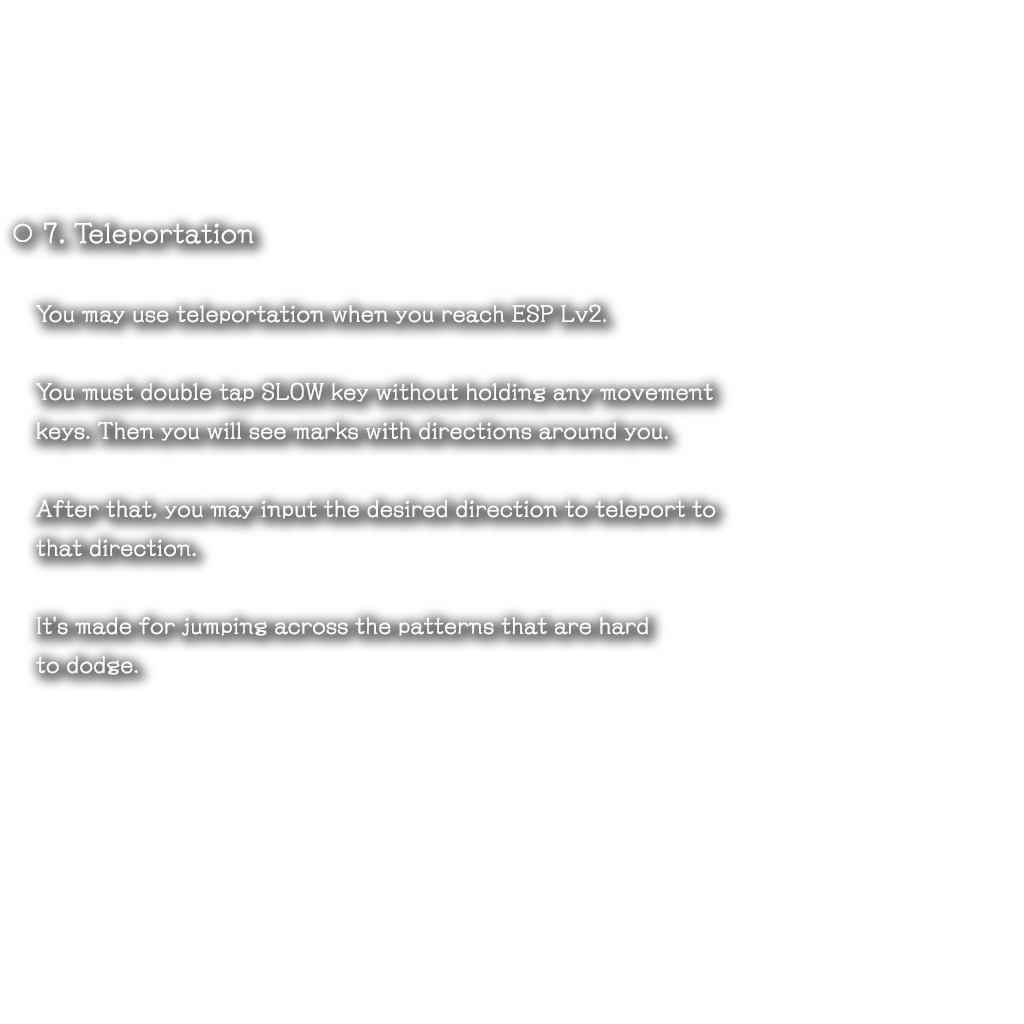 ○ 7. Teleportation
You may use teleportation when you reach ESP Lv2.
You must double tap SLOW key without holding any movement
keys. Then you will see marks with directions around you.
After that, you may input the desired direction to teleport to
that direction.
It's made for jumping across the patterns that are hard
to dodge.